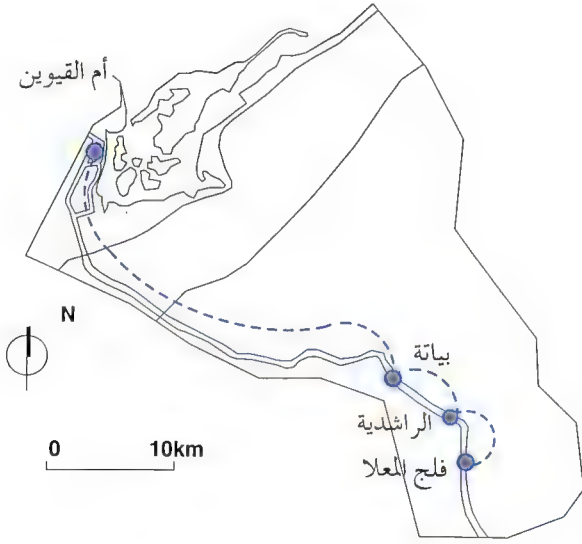 أم القيوين
N
بياتة
الراشدية
0 10km
فلج المعلا